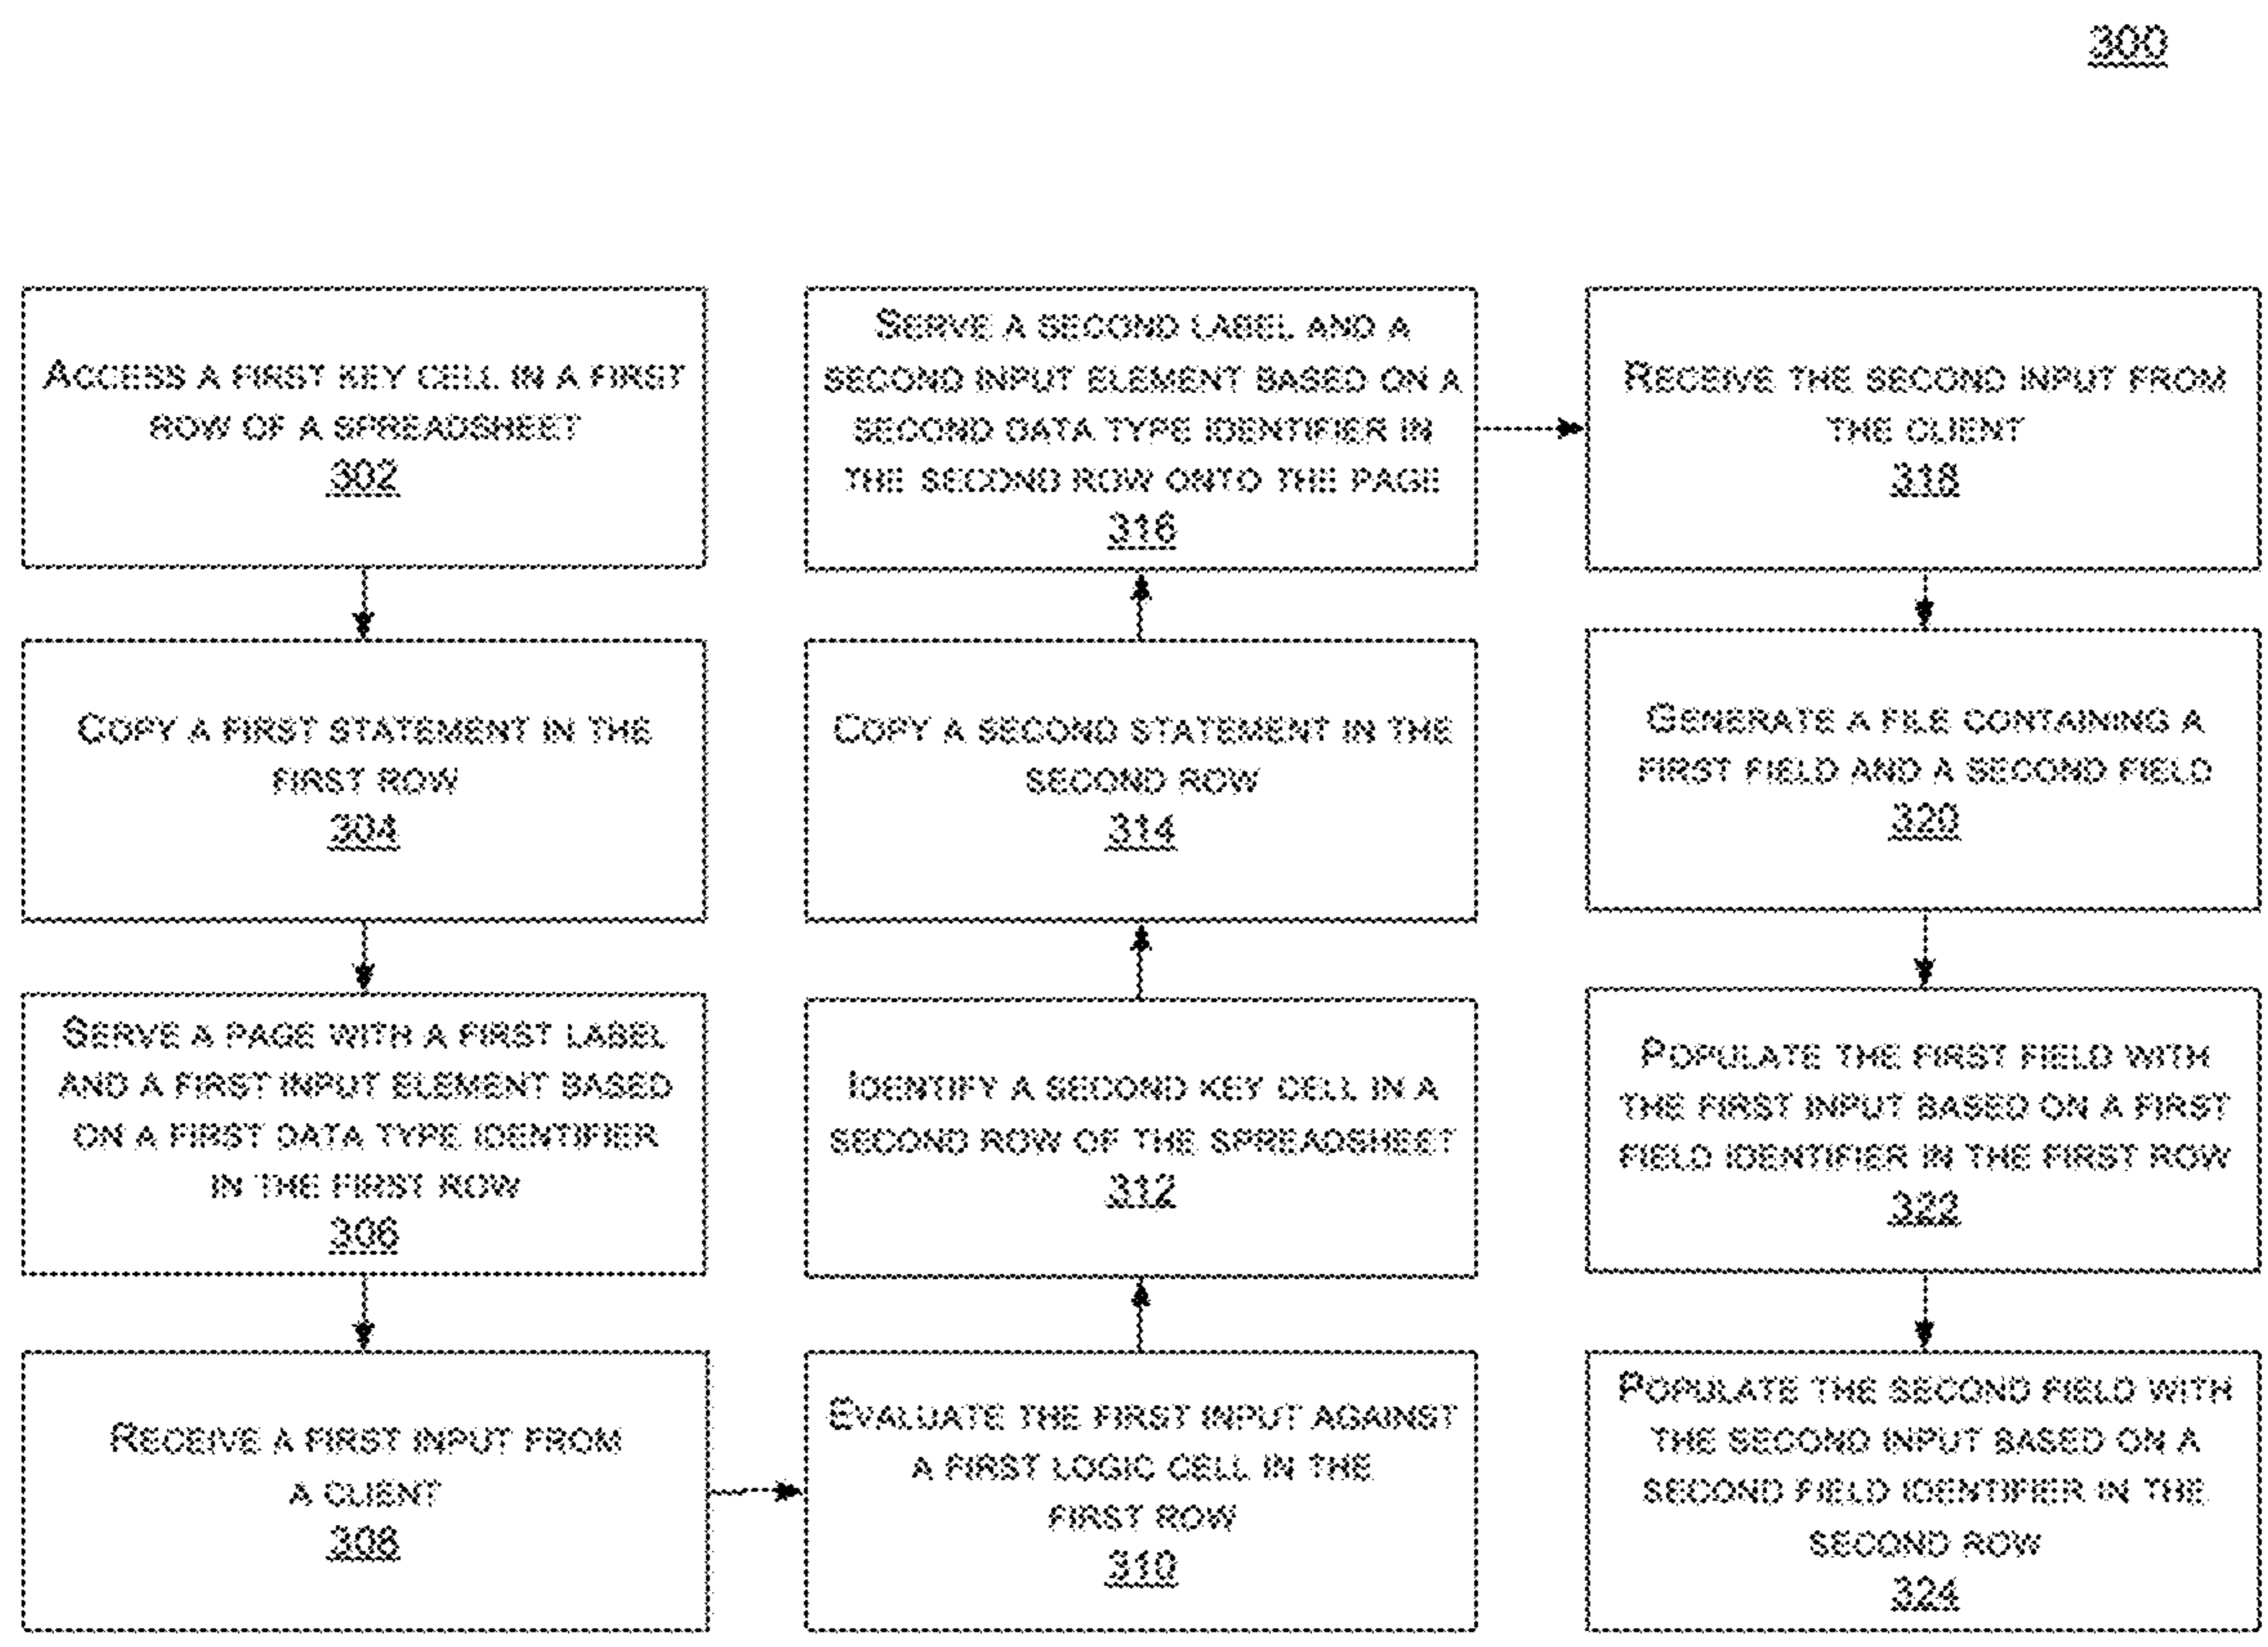 300
ACCESS A FIRST KEY CELL IN A FIRST
ROW OF A SPREADSHEET
302
COPY A FIRST STATEMENT IN THE
FIRST ROW
304
SERVE A PAGE WITH A FIRST LABEL
AND A FIRST INPUT ELEMENT BASED
ON A FIRST DATA TYPE IDENTIFIER
IN THE FIRST ROW
306
RECEIVE A FIRST INPUT FROM
A CLIENT
308
EVALUATE THE FIRST INPUT AGAINST
A FIRST LOGIC CELL IN THE
FIRST ROW
310
IDENTIFY A SECOND KEY CELL IN A
SECOND ROW OF THE SPREADSHEET
312
COPY A SECOND STATEMENT IN THE
SECOND ROW
314
SERVE A SECOND LABEL AND A
SECOND INPUT ELEMENT BASED ON A
SECOND DATA TYPE IDENTIFIER IN
THE SECOND ROW ONTO THE PAGE
316
RECEIVE THE SECOND INPUT FROM
THE CLIENT
318
GENERATE A FILE CONTAINING A
FIRST FIELD AND A SECOND FIELD
320
POPULATE THE FIRST FIELD WITH
THE FIRST INPUT BASED ON A FIRST
FIELD IDENTIFIER IN THE FIRST ROW
322
POPULATE THE SECOND FIELD WITH
THE SECOND INPUT BASED ON A
SECOND FIELD IDENTIFIER IN THE
SECOND ROW
324